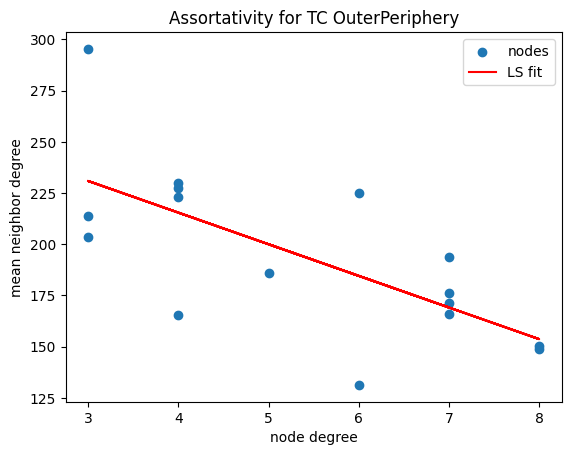 Assortativity for TC OuterPeriphery
nodes
LS fit
mean neighbor degree
300
275
250
225
200
175
150
125
3
4
5
6
7
8
node degree